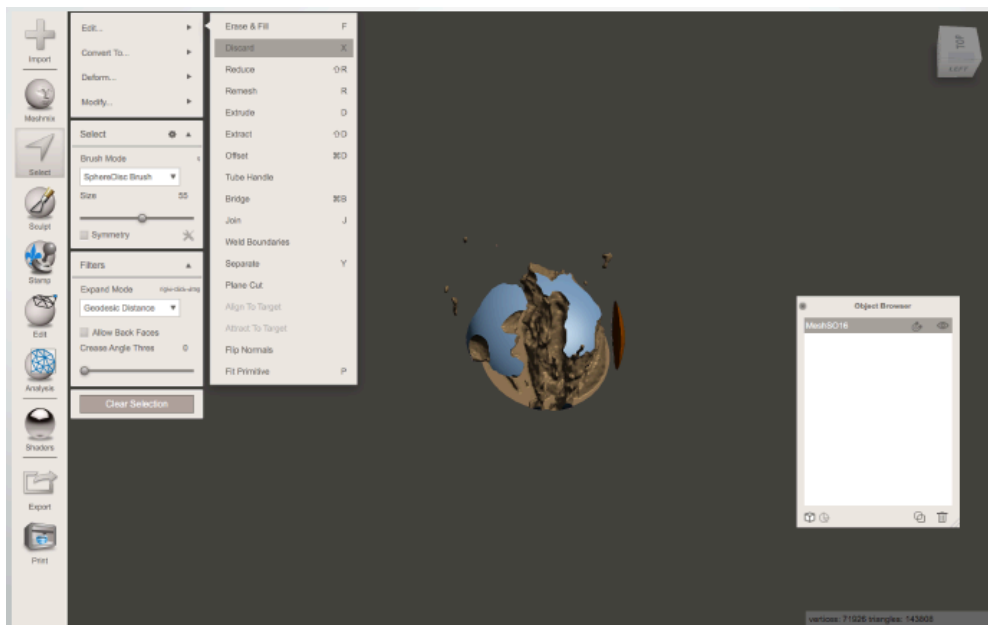 Import
Meshmix
Select
Sculpt
Stamp
Edit
Analysis
Shaders
Export
Print
Edit...
Convert To...
Deform...
Modify...
Select
Brush Mode
SphereDisc Brush
Size 55
Symmetry
Filters
Expand Mode
Geodesic Distance
Allow Back Faces
Crease Angle Thres 0
Clear Selection
Erase & Fill F
Discard X
Reduce ⇧R
Remesh R
Extrude D
Extract ⇧D
Offset ⌘D
Tube Handle
Bridge ⌘B
Join J
Weld Boundaries
Separate Y
Plane Cut
Align To Target
Attract To Target
Flip Normals
Fit Primitive P
TOP
LEFT
Object Browser
MeshSO16
vertices: 71926 triangles: